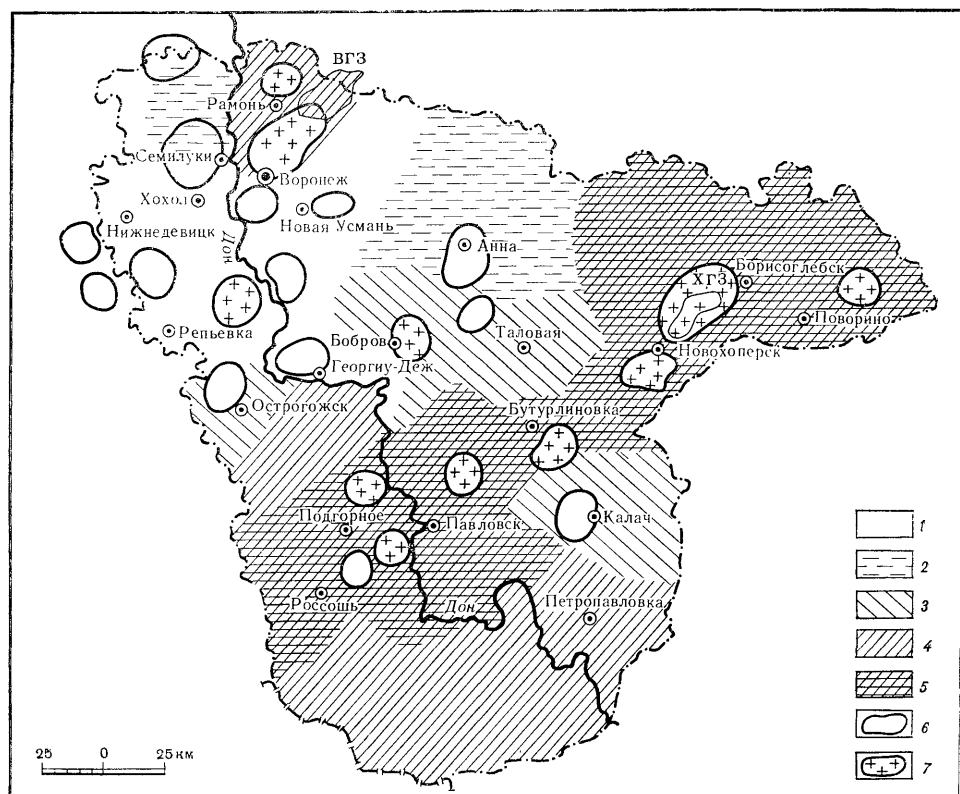 ВГЗ
Рамонь
Семилуки
Воронеж
Хохол
Нижнедевицк
Новая Усмань
Дон
Анна
ХГЗ
Борисоглебск
Поворино
Репьевка
Бобров
Таловая
Новохоперск
Георгиу-Деж
Острогожск
Бутурлиновка
Подгорное
Павловск
Калач
Россошь
Дон
Петропавловка
1
2
3
4
5
6
7
25 0 25 км